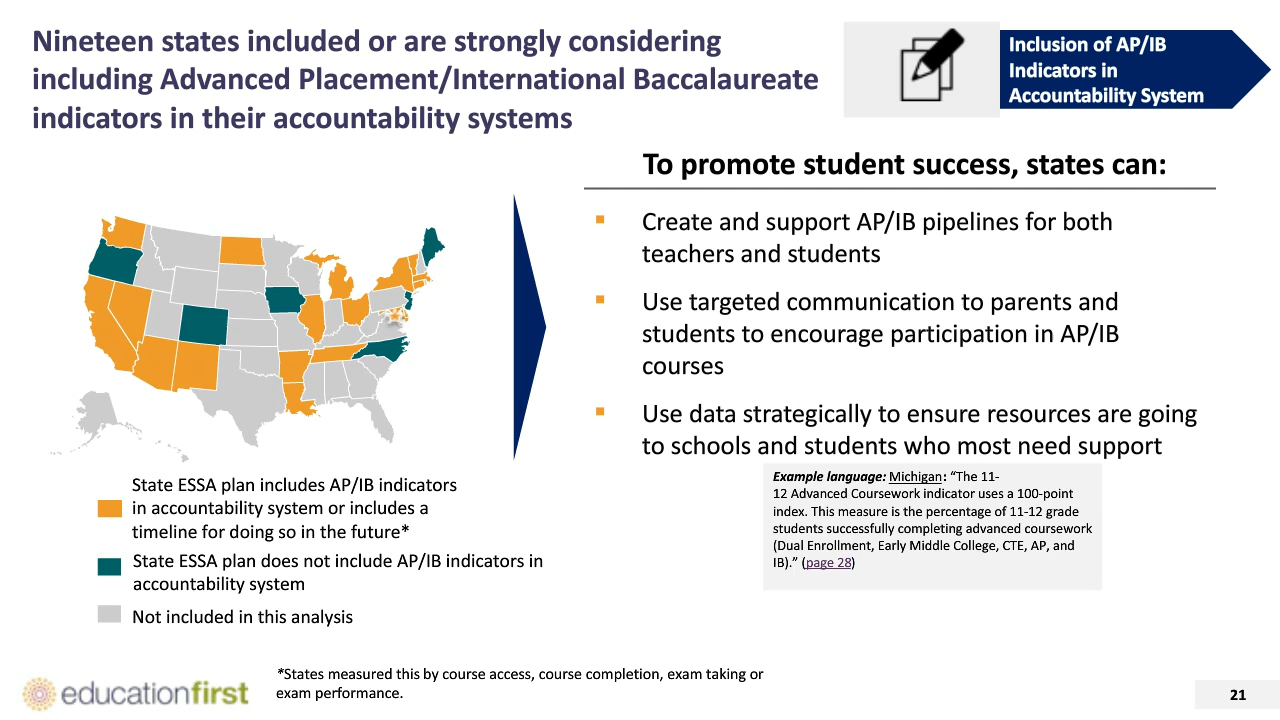 Nineteen states included or are strongly considering
including Advanced Placement/International Baccalaureate
indicators in their accountability systems
Inclusion of AP/IB
Indicators in
Accountability System
To promote student success, states can:
Create and support AP/IB pipelines for both
teachers and students
Use targeted communication to parents and
students to encourage participation in AP/IB
courses
Use data strategically to ensure resources are going
to schools and students who most need support
Example language: Michigan: “The 11-
12 Advanced Coursework indicator uses a 100-point
index. This measure is the percentage of 11-12 grade
students successfully completing advanced coursework
(Dual Enrollment, Early Middle College, CTE, AP, and
IB).” (page 28)
State ESSA plan includes AP/IB indicators
in accountability system or includes a
timeline for doing so in the future*
State ESSA plan does not include AP/IB indicators in
accountability system
Not included in this analysis
*States measured this by course access, course completion, exam taking or
exam performance.
educationfirst
21